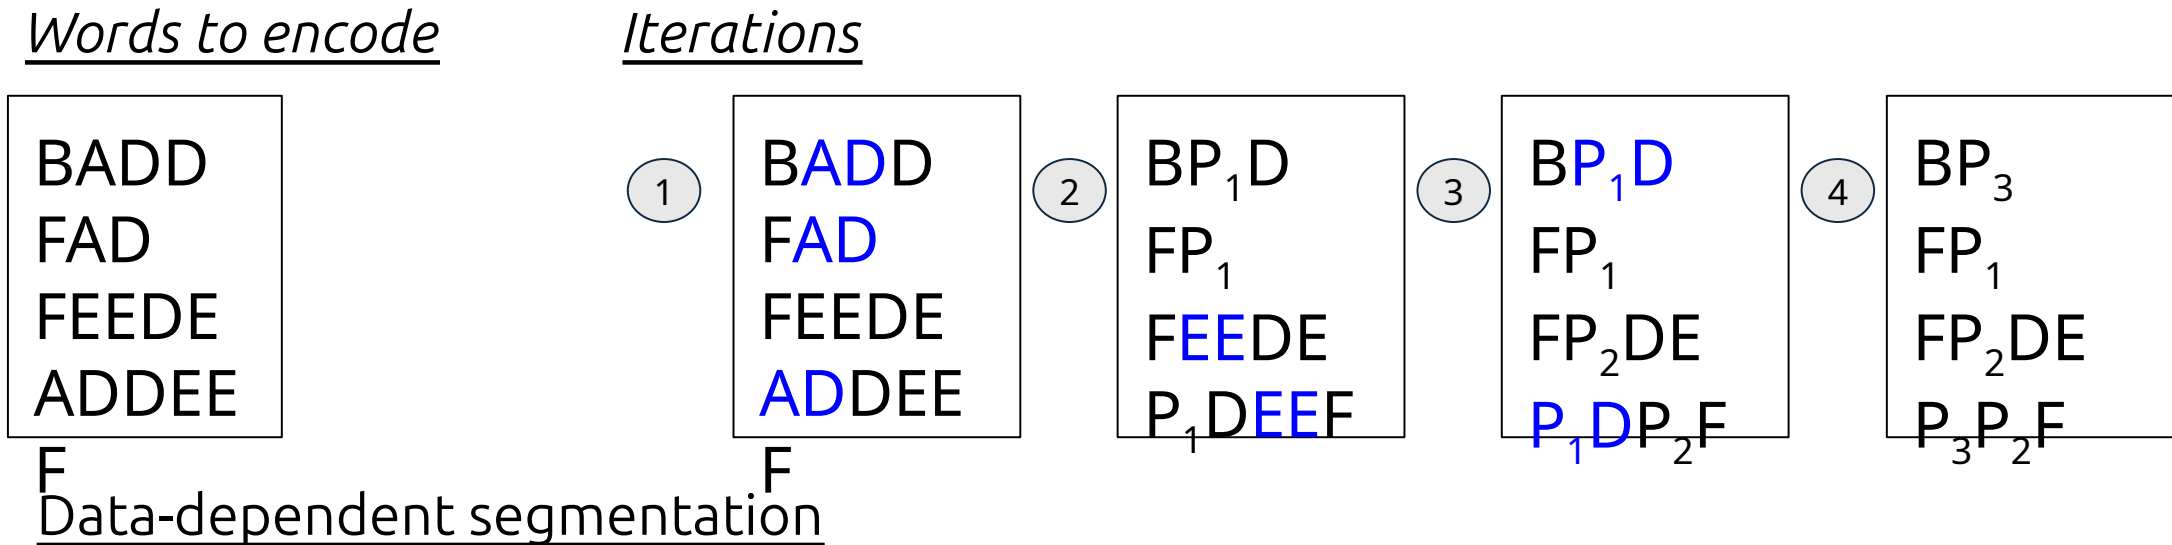 Words to encode
Iterations
BADD
FAD
FEEDE
ADDEE
F
1
BADD
FAD
FEEDE
ADDEE
F
2
BP₁D
FP₁
FEEDE
P₁DEEF
3
BP₁D
FP₁
FP₂DE
P₁DP₂F
4
BP₃
FP₁
FP₂DE
P₃P₂F
Data-dependent segmentation